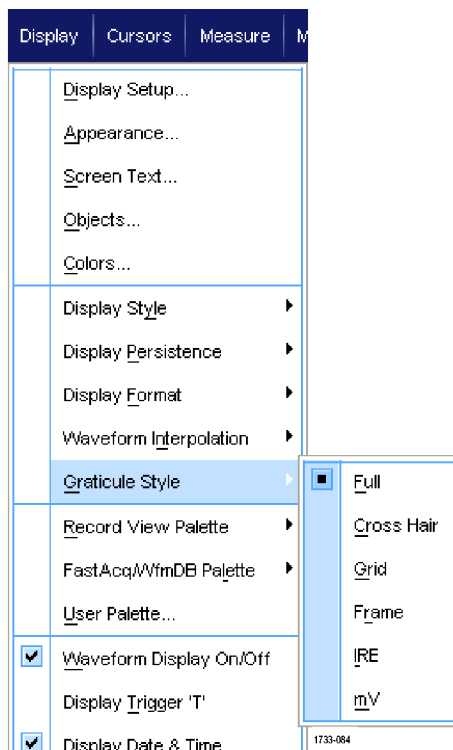 Display Cursors Measure M
Display Setup...
Appearance...
Screen Text...
Objects...
Colors...
Display Style
Display Persistence
Display Format
Waveform Interpolation
Graticule Style
Full
Cross Hair
Grid
Frame
IRE
mV
Record View Palette
FastAcq/WfmDB Palette
User Palette...
Waveform Display On/Off
Display Trigger 'T'
Display Date & Time
1733-084